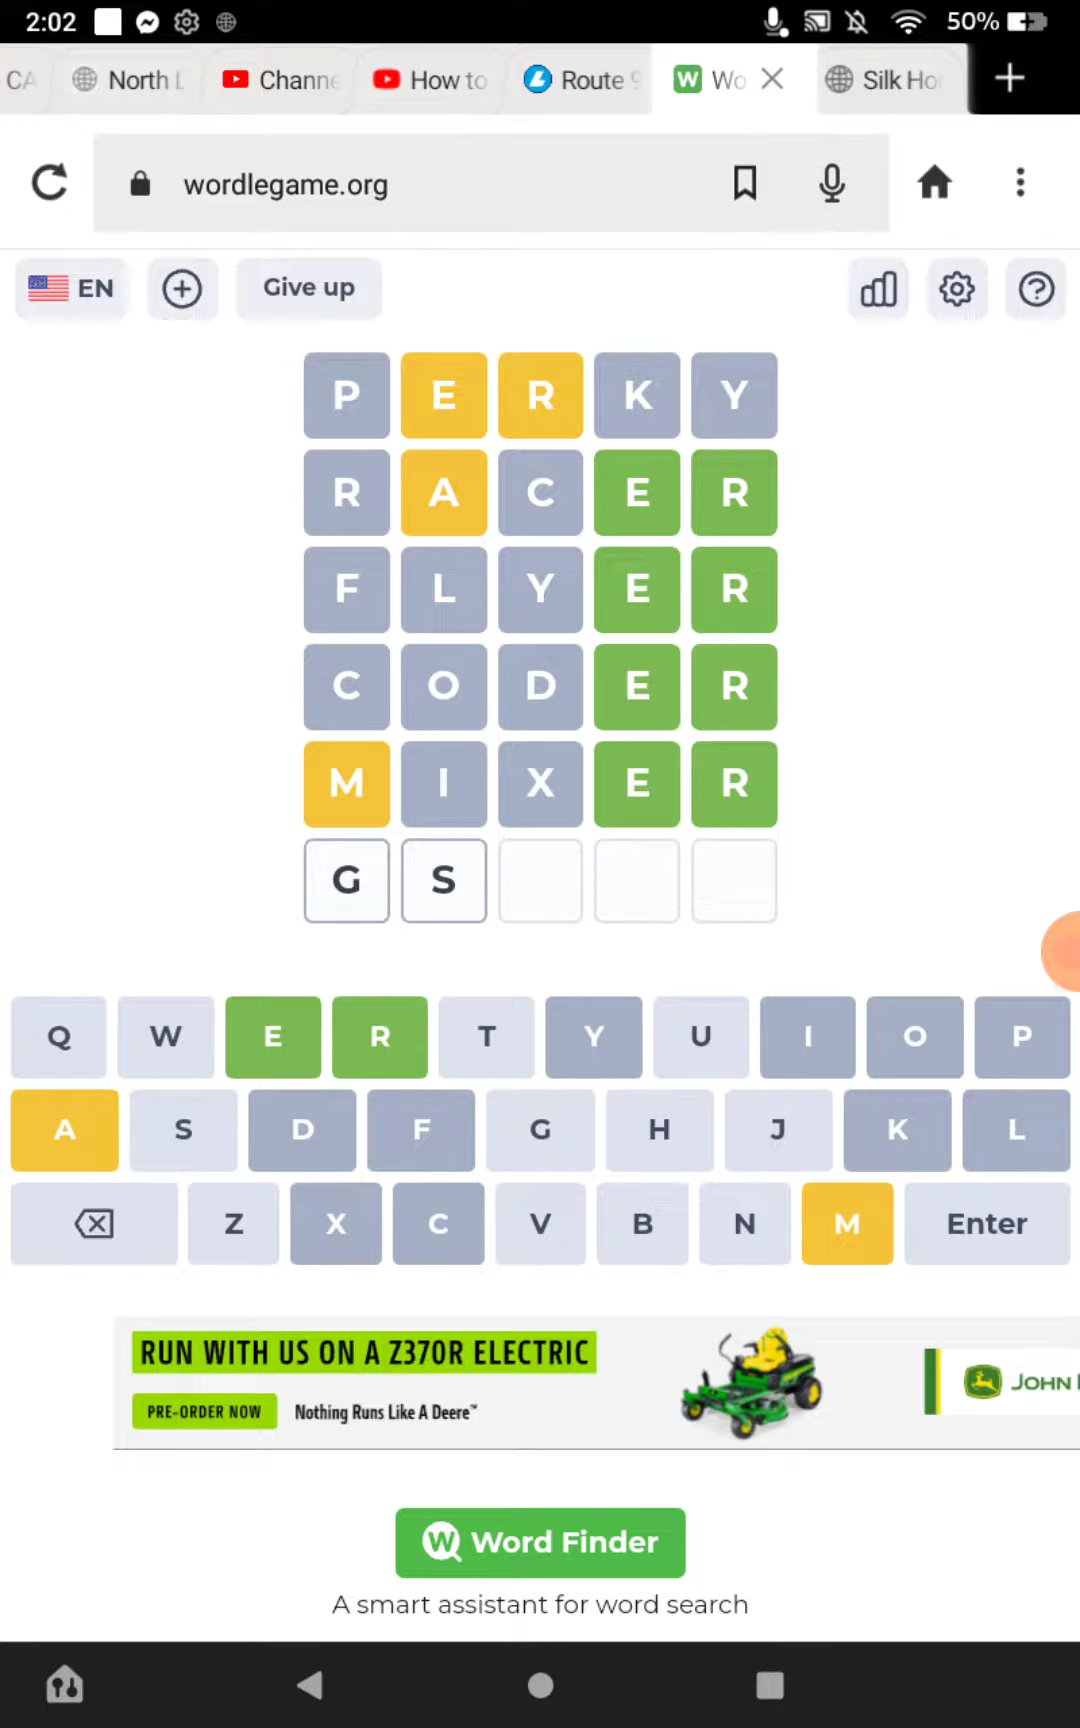 2:02 50%
CA North L Channe How to Route 9 W Wo Silk Ho
wordlegame.org
EN Give up
P E R K Y
R A C E R
F L Y E R
C O D E R
M I X E R
G S
Q W E R T Y U I O P
A S D F G H J K L
Z X C V B N M Enter
RUN WITH US ON A Z370R ELECTRIC
PRE-ORDER NOW Nothing Runs Like A Deere™
JOHN
W Word Finder
A smart assistant for word search